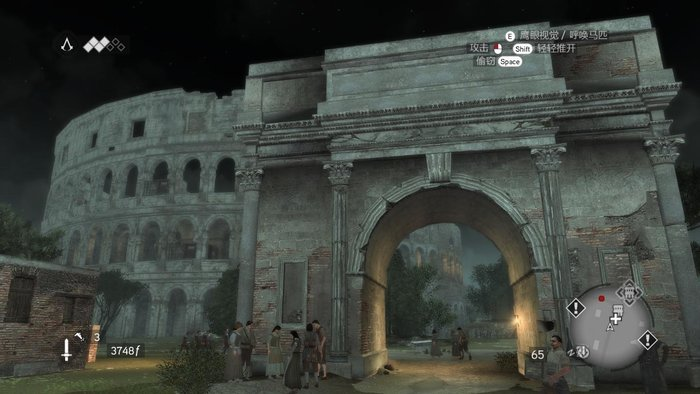 E 鹰眼视觉 / 呼唤马匹
攻击 Shift 轻轻推开
偷窃 Space
3
3748f
65